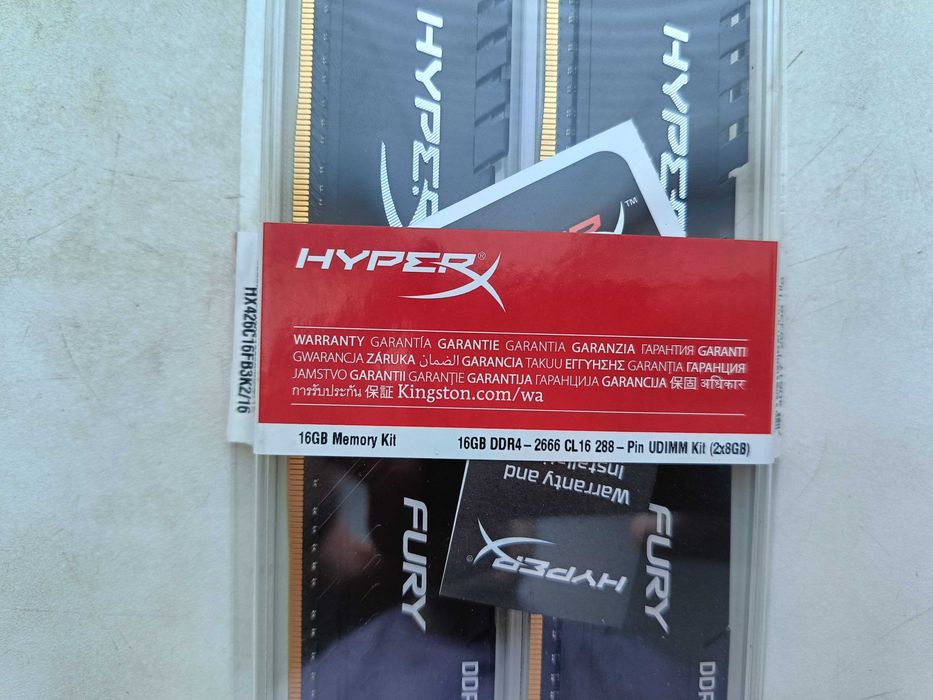 HYPERX
HYPERX
™
HYPERX®
WARRANTY GARANTÍA GARANTIE GARANTIA GARANZIA ГАРАНТИЯ GARANTI
GWARANCJA ZÁRUKA الضمان GARANCIA TAKUU ΕΓΓΥΗΣΗΣ GARANȚIA ГАРАНЦИЯ
JAMSTVO GARANTII GARANȚIE GARANTIJA ГАРАНЦИЈА GARANCIJA 保固 अधिकार
การรับประกัน 保証 Kingston.com/wa
HX426C16FB3K2/16
16GB Memory Kit
16GB DDR4 – 2666 CL16 288 – Pin UDIMM Kit (2x8GB)
Warranty and
HYPERX®
FURY
FURY